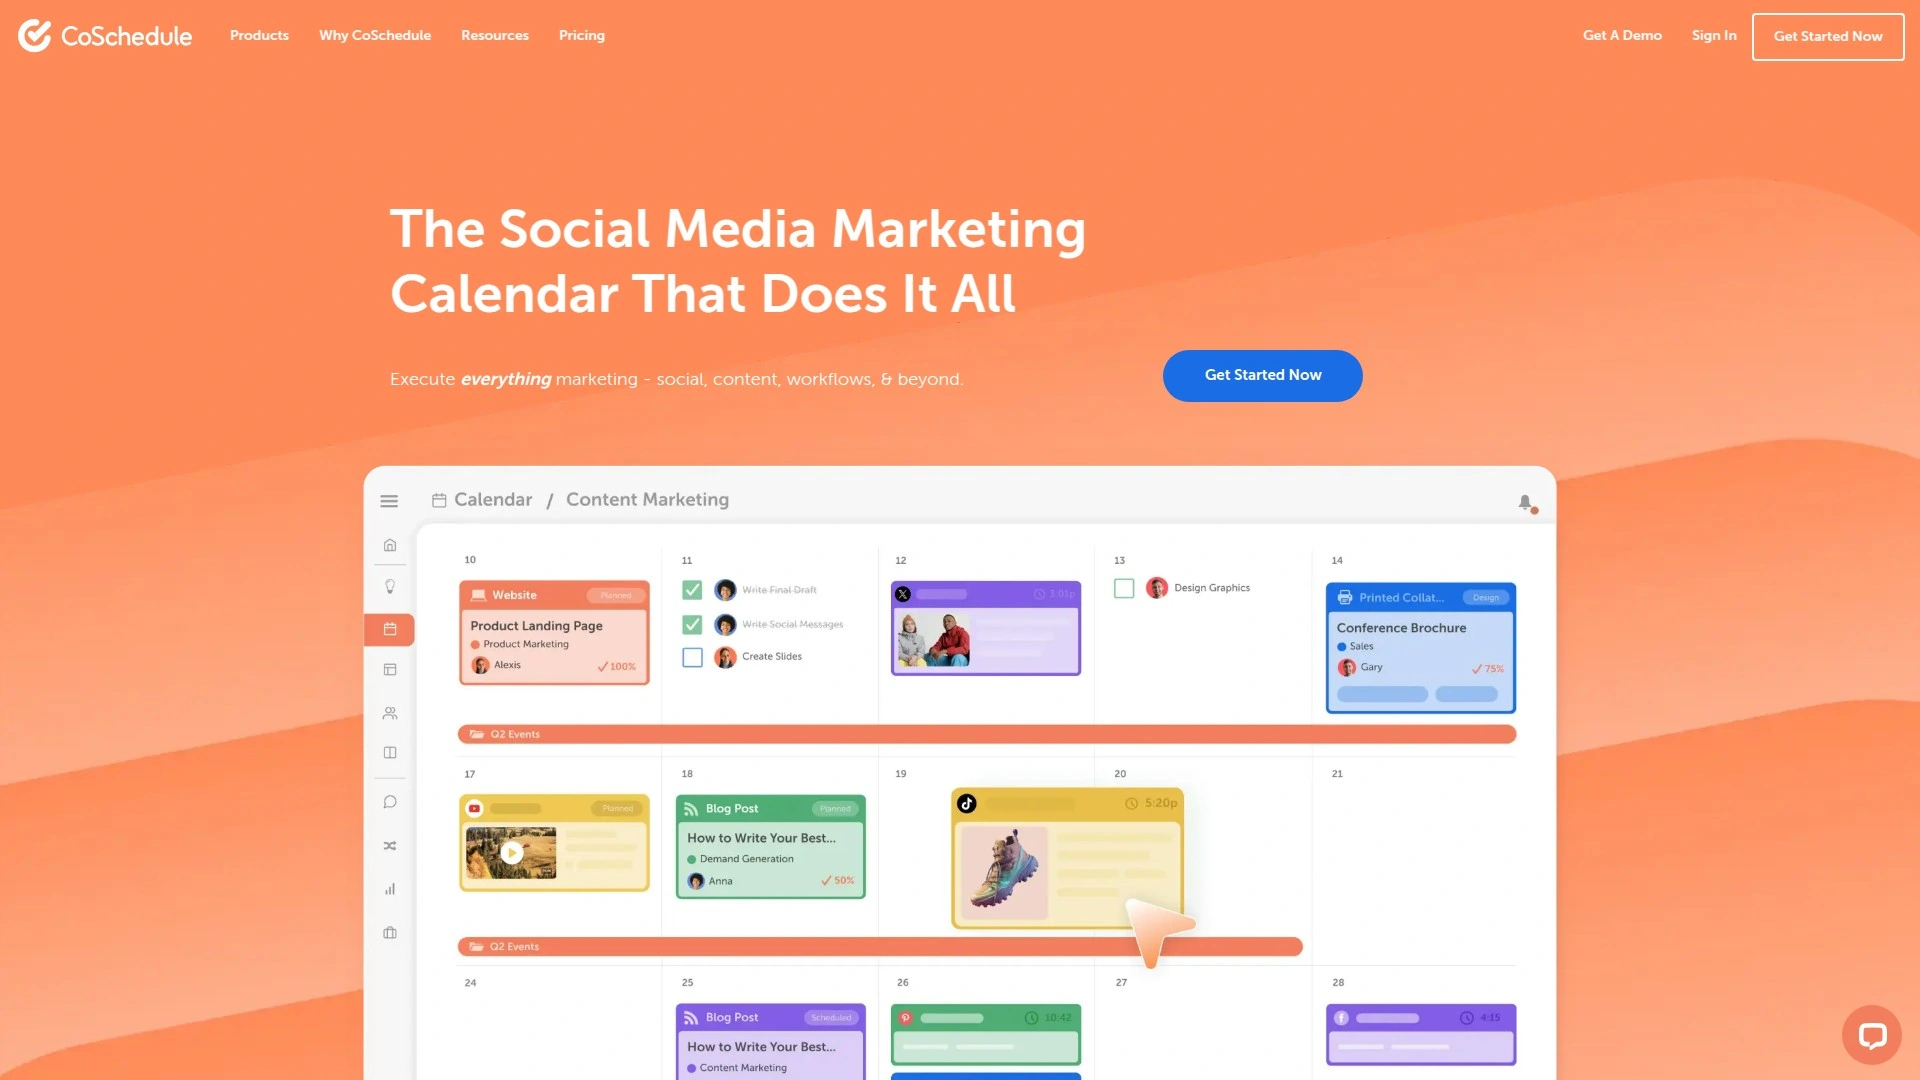 CoSchedule
Products
Why CoSchedule
Resources
Pricing
Get A Demo
Sign In
Get Started Now
The Social Media Marketing
Calendar That Does It All
Execute everything marketing - social, content, workflows, & beyond.
Get Started Now
Calendar / Content Marketing
10
11
12
13
14
Website
Planned
Product Landing Page
Product Marketing
Alexis
100%
Write Final Draft
Write Social Messages
Create Slides
3:01p
Design Graphics
Printed Collat...
Design
Conference Brochure
Sales
Gary
75%
Q2 Events
17
18
19
20
21
Planned
Blog Post
Planned
How to Write Your Best...
Demand Generation
Anna
50%
5:20p
Q2 Events
24
25
26
27
28
Blog Post
Scheduled
How to Write Your Best...
Content Marketing
10:42
4:15